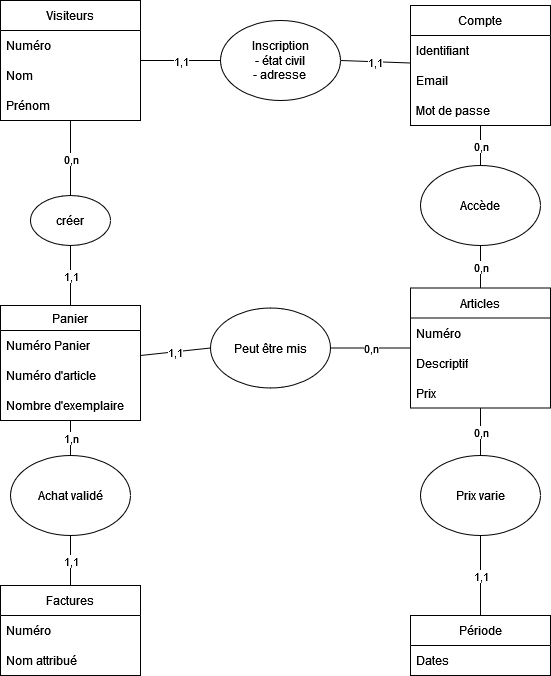 Visiteurs
Numéro
Nom
Prénom
1,1
Inscription
- état civil
- adresse
1,1
Compte
Identifiant
Email
Mot de passe
0,n
créer
1,1
0,n
Accède
0,n
Panier
Numéro Panier
Numéro d'article
Nombre d'exemplaire
1,1
Peut être mis
0,n
Articles
Numéro
Descriptif
Prix
1,n
Achat validé
1,1
0,n
Prix varie
1,1
Factures
Numéro
Nom attribué
Période
Dates